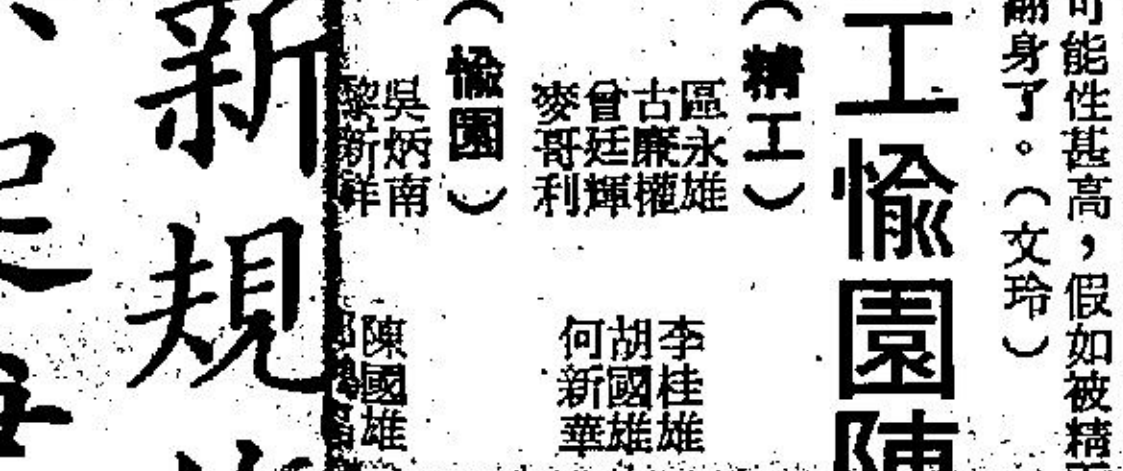 可能性甚高，假如被精
翻身了。（文玲）
工愉園陣
（精工）
區永雄
古廉權
曾廷輝
麥哥利
李桂雄
胡國雄
何新華
（愉園）
吳炳南
黎新祥
陳國雄
新規